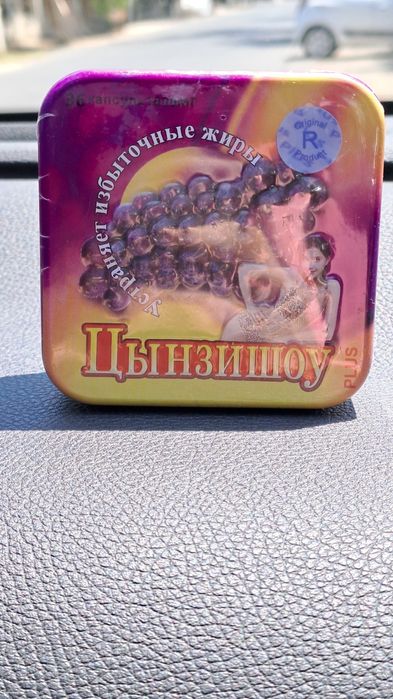 36 капсул
Устраняет избыточные жиры
Original
R
Product
Цынзишоу
PLUS